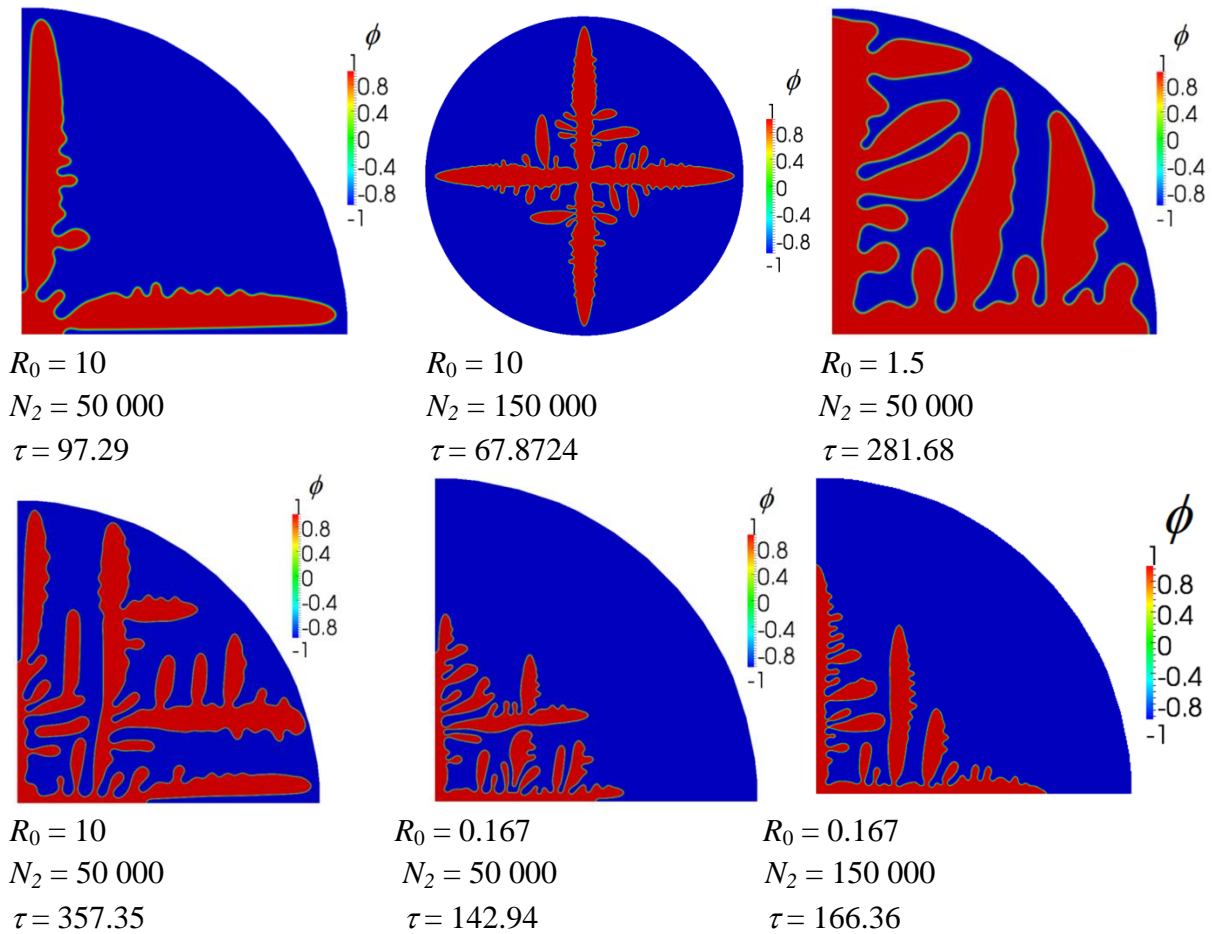 ϕ
1
0.8
0.4
0
-0.4
-0.8
-1
ϕ
1
0.8
0.4
0
-0.4
-0.8
-1
ϕ
1
0.8
0.4
0
-0.4
-0.8
-1
R₀ = 10
N₂ = 50 000
τ = 97.29
R₀ = 10
N₂ = 150 000
τ = 67.8724
R₀ = 1.5
N₂ = 50 000
τ = 281.68
ϕ
1
0.8
0.4
0
-0.4
-0.8
-1
ϕ
1
0.8
0.4
0
-0.4
-0.8
-1
ϕ
1
0.8
0.4
0
-0.4
-0.8
-1
R₀ = 10
N₂ = 50 000
τ = 357.35
R₀ = 0.167
N₂ = 50 000
τ = 142.94
R₀ = 0.167
N₂ = 150 000
τ = 166.36